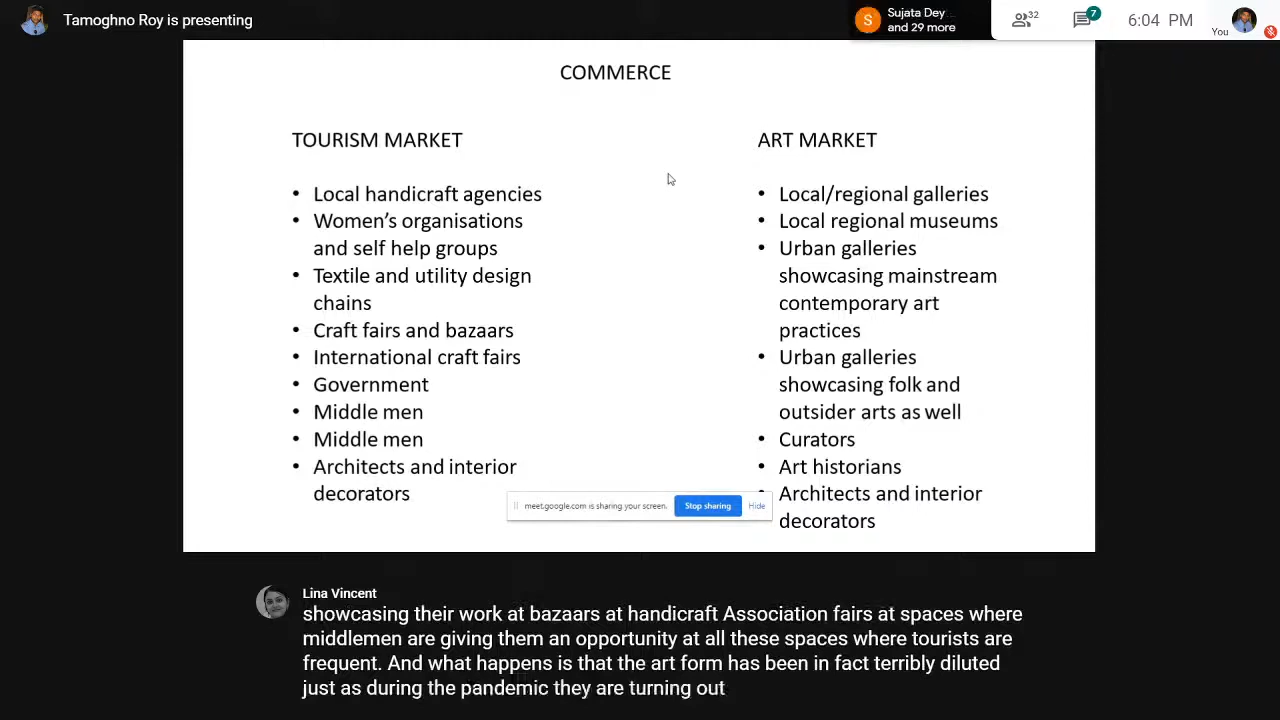 Tamoghno Roy is presenting
Sujata Dey
and 29 more
32
7
6:04 PM
You
COMMERCE
TOURISM MARKET
• Local handicraft agencies
• Women's organisations
and self help groups
• Textile and utility design
chains
• Craft fairs and bazaars
• International craft fairs
• Government
• Middle men
• Middle men
• Architects and interior
decorators
ART MARKET
• Local/regional galleries
• Local regional museums
• Urban galleries
showcasing mainstream
contemporary art
practices
• Urban galleries
showcasing folk and
outsider arts as well
• Curators
• Art historians
• Architects and interior
decorators
meet.google.com is sharing your screen.
Stop sharing
Hide
Lina Vincent
showcasing their work at bazaars at handicraft Association fairs at spaces where
middlemen are giving them an opportunity at all these spaces where tourists are
frequent. And what happens is that the art form has been in fact terribly diluted
just as during the pandemic they are turning out